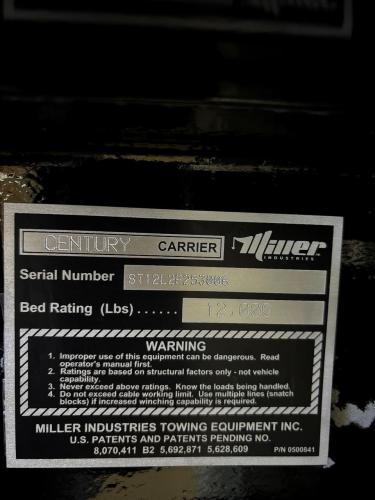 CENTURY CARRIER Miller
INDUSTRIES
Serial Number
Bed Rating (Lbs) ...... 12,000
WARNING
1. Improper use of this equipment can be dangerous. Read
operator's manual first.
2. Ratings are based on structural factors only - not vehicle
capability.
3. Never exceed above ratings. Know the loads being handled.
4. Do not exceed cable working limit. Use multiple lines (snatch
blocks) if increased winching capability is required.
MILLER INDUSTRIES TOWING EQUIPMENT INC.
U.S. PATENTS AND PATENTS PENDING NO.
8,070,411 B2 5,692,871 5,628,609 P/N 0500841